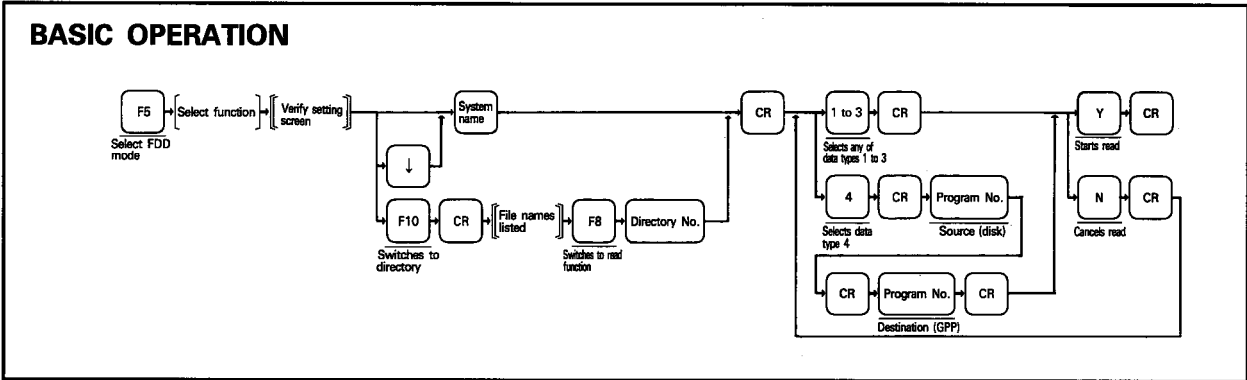 BASIC OPERATION
F5
Select FDD
mode
Select function
Verify setting
screen
System
name
↓
F10
Switches to
directory
CR
File names
listed
F8
Switches to read
function
Directory No.
CR
1 to 3
Selects any of
data types 1 to 3
CR
4
Selects data
type 4
CR
Program No.
Source (disk)
CR
Program No.
Destination (GPP)
CR
Y
Starts read
CR
N
Cancels read
CR